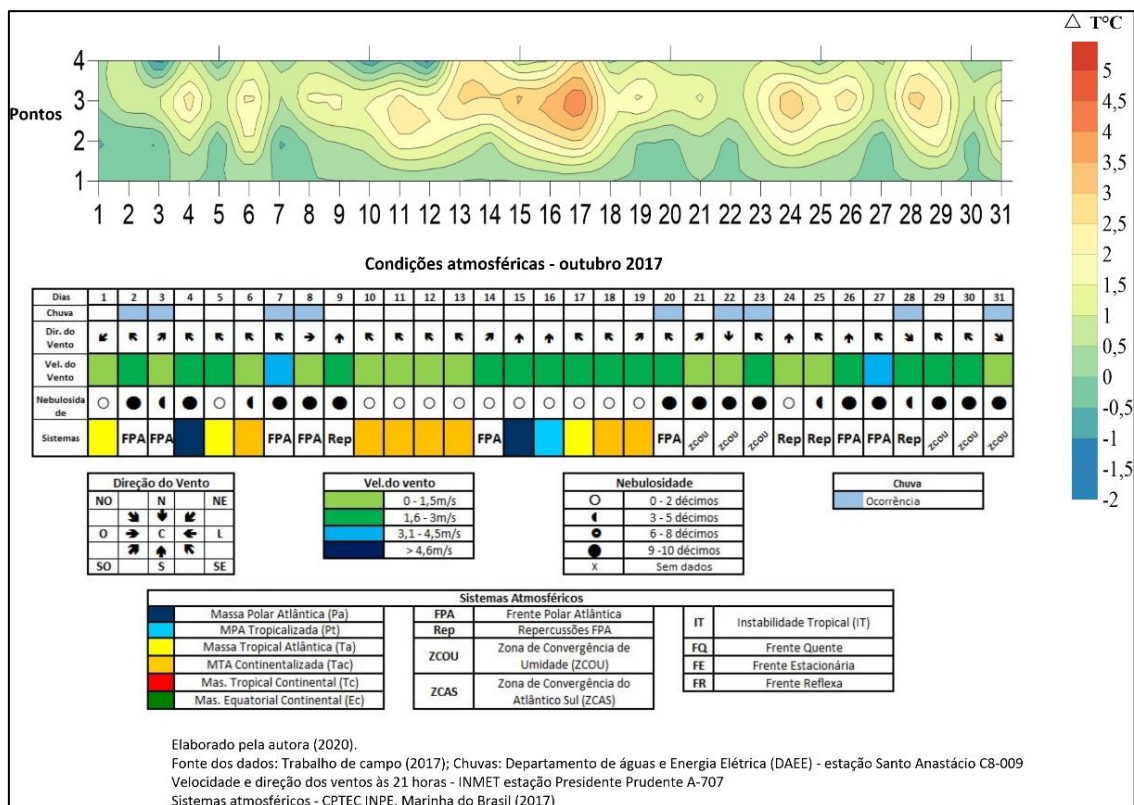 △ T°C
4
3
2
1
Pontos
1 2 3 4 5 6 7 8 9 10 11 12 13 14 15 16 17 18 19 20 21 22 23 24 25 26 27 28 29 30 31
5
4,5
4
3,5
3
2,5
2
1,5
1
0,5
0
-0,5
-1
-1,5
-2
Condições atmosféricas - outubro 2017
Dias 1 2 3 4 5 6 7 8 9 10 11 12 13 14 15 16 17 18 19 20 21 22 23 24 25 26 27 28 29 30 31
Chuva
Dir. do Vento
Vel. do Vento
Nebulosida de
Sistemas FPA FPA FPA FPA Rep FPA FPA ZCOU ZCOU ZCOU Rep Rep FPA FPA Rep ZCOU ZCOU ZCOU
Direção do Vento
NO N NE
O C L
SO S SE
Vel.do vento
0 - 1,5m/s
1,6 - 3m/s
3,1 - 4,5m/s
> 4,6m/s
Nebulosidade
0 - 2 décimos
3 - 5 décimos
6 - 8 décimos
9 -10 décimos
X Sem dados
Chuva
Ocorrência
Sistemas Atmosféricos
Massa Polar Atlântica (Pa)
MPA Tropicalizada (Pt)
Massa Tropical Atlântica (Ta)
MTA Continentalizada (Tac)
Mas. Tropical Continental (Tc)
Mas. Equatorial Continental (Ec)
FPA Frente Polar Atlântica
Rep Repercussões FPA
ZCOU Zona de Convergência de Umidade (ZCOU)
ZCAS Zona de Convergência do Atlântico Sul (ZCAS)
IT Instabilidade Tropical (IT)
FQ Frente Quente
FE Frente Estacionária
FR Frente Reflexa
Elaborado pela autora (2020).
Fonte dos dados: Trabalho de campo (2017); Chuvas: Departamento de águas e Energia Elétrica (DAEE) - estação Santo Anastácio C8-009
Velocidade e direção dos ventos às 21 horas - INMET estação Presidente Prudente A-707
Sistemas atmosféricos - CPTEC INPE, Marinha do Brasil (2017)